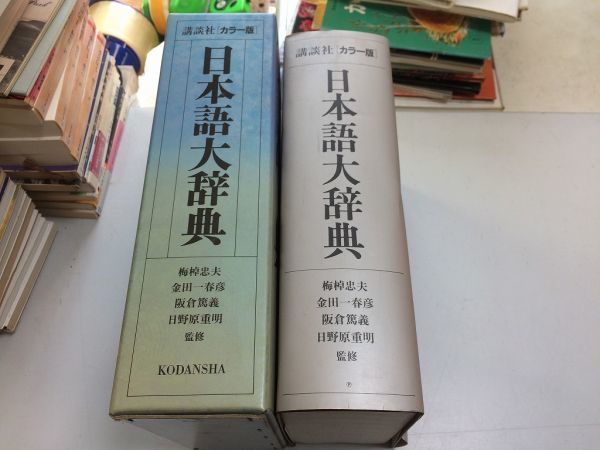 講談社[カラー版]
日本語大辞典
梅棹忠夫
金田一春彦
阪倉篤義
日野原重明
監修
KODANSHA
講談社[カラー版]
日本語大辞典
梅棹忠夫
金田一春彦
阪倉篤義
日野原重明
監修
Ⓟ